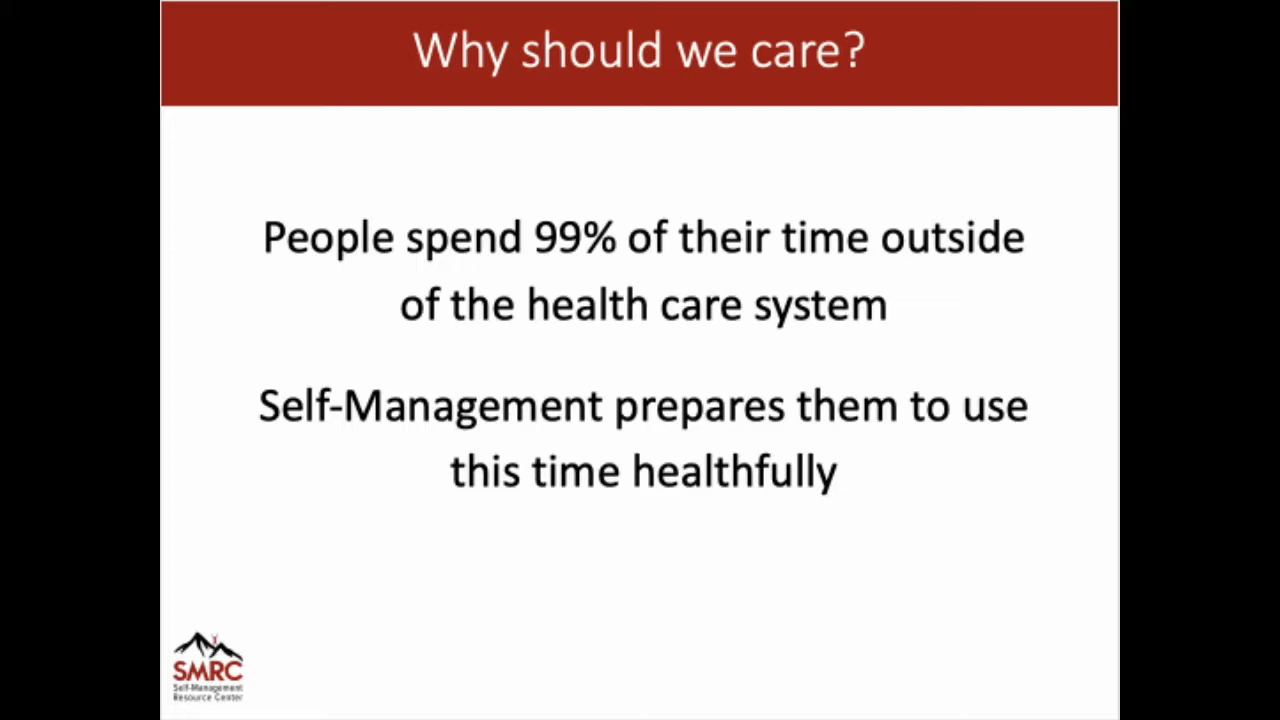 Why should we care?
People spend 99% of their time outside
of the health care system
Self-Management prepares them to use
this time healthfully
SMRC
Self-Management
Resource Center